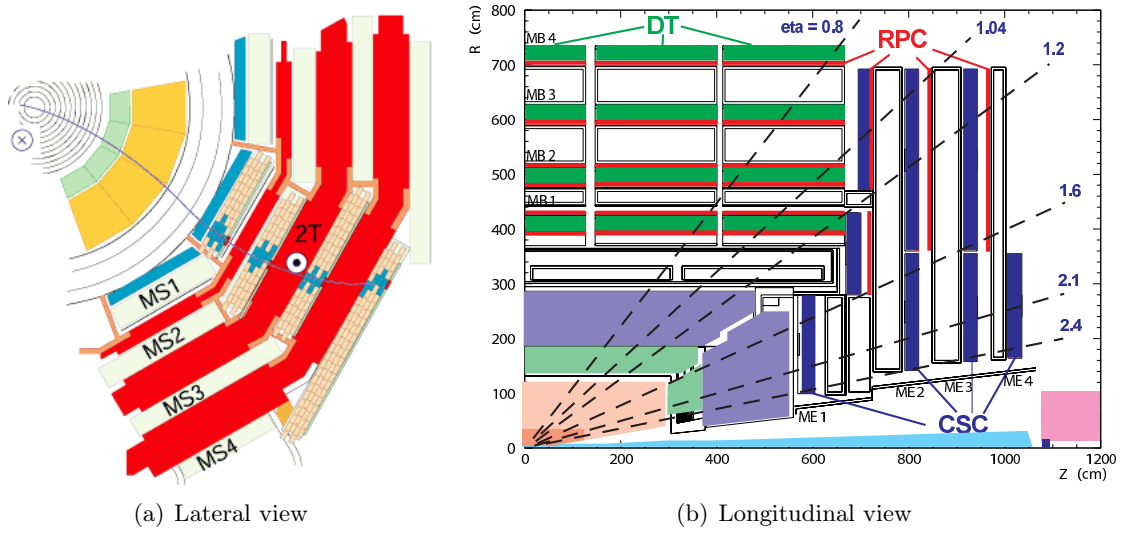 2T
MS1
MS2
MS3
MS4
(a) Lateral view
R (cm)
800
700
600
500
400
300
200
100
0
MB 4
MB 3
MB 2
MB 1
DT
eta = 0.8
RPC
1.04
1.2
1.6
2.1
2.4
ME 1
ME2
ME 3
ME 4
CSC
0
200
400
600
800
1000
1200
Z (cm)
(b) Longitudinal view